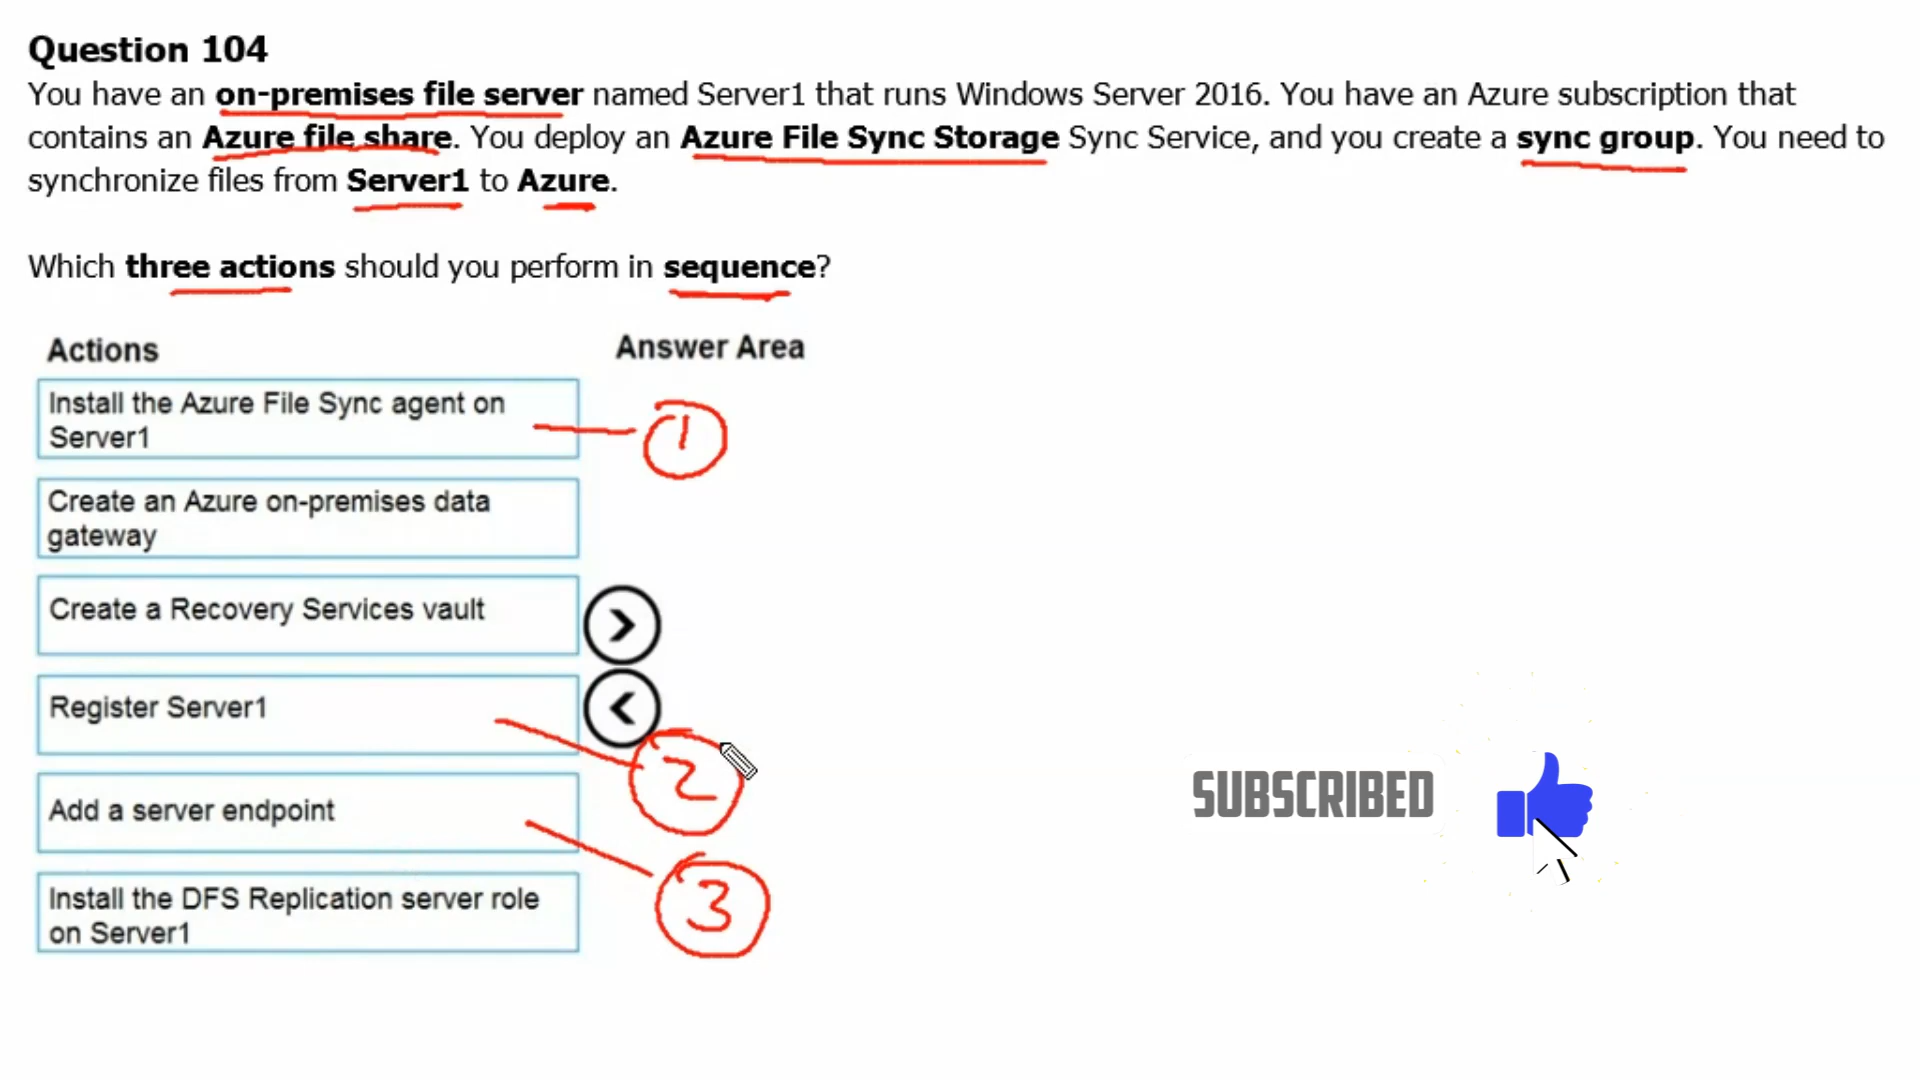 Question 104
You have an on-premises file server named Server1 that runs Windows Server 2016. You have an Azure subscription that
contains an Azure file share. You deploy an Azure File Sync Storage Sync Service, and you create a sync group. You need to
synchronize files from Server1 to Azure.
Which three actions should you perform in sequence?
Actions
Answer Area
Install the Azure File Sync agent on
Server1
1
Create an Azure on-premises data
gateway
Create a Recovery Services vault
Register Server1
2
Add a server endpoint
3
Install the DFS Replication server role
on Server1
SUBSCRIBED